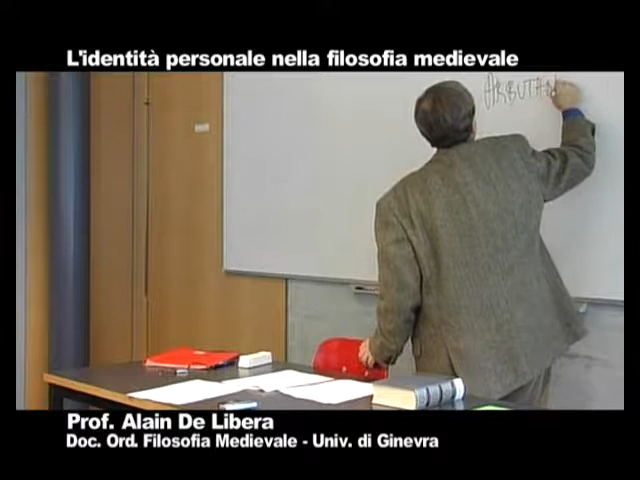 L'identità personale nella filosofia medievale
Prof. Alain De Libera
Doc. Ord. Filosofia Medievale - Univ. di Ginevra